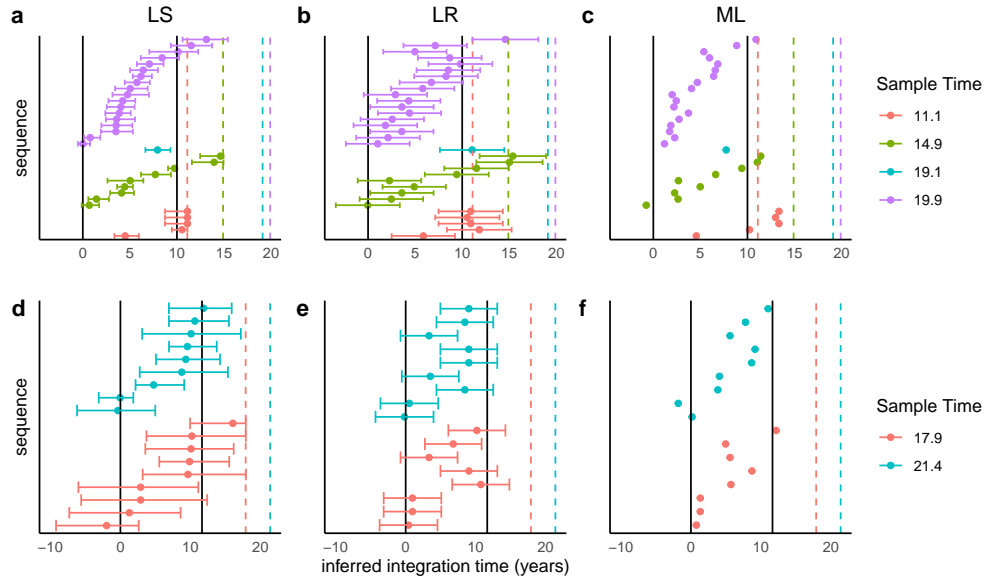 a LS b LR c ML
sequence
0 5 10 15 20 0 5 10 15 20 0 5 10 15 20
Sample Time
11.1
14.9
19.1
19.9
d e f
sequence
−10 0 10 20 −10 0 10 20 −10 0 10 20
inferred integration time (years)
Sample Time
17.9
21.4